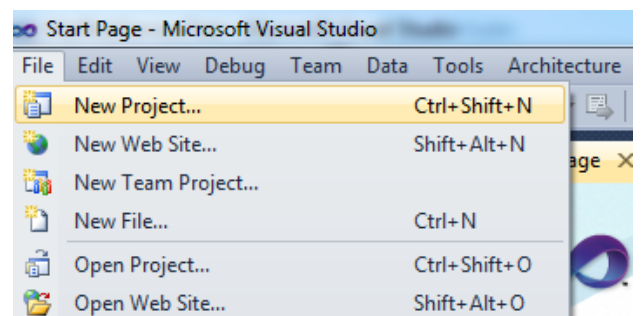 Start Page - Microsoft Visual Studio
File Edit View Debug Team Data Tools Architecture
New Project... Ctrl+Shift+N
New Web Site... Shift+Alt+N
New Team Project...
New File... Ctrl+N
Open Project... Ctrl+Shift+O
Open Web Site... Shift+Alt+O